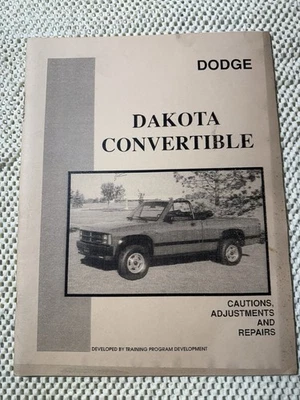 DODGE
DAKOTA
CONVERTIBLE
CAUTIONS,
ADJUSTMENTS
AND
REPAIRS
DEVELOPED BY TRAINING PROGRAM DEVELOPMENT